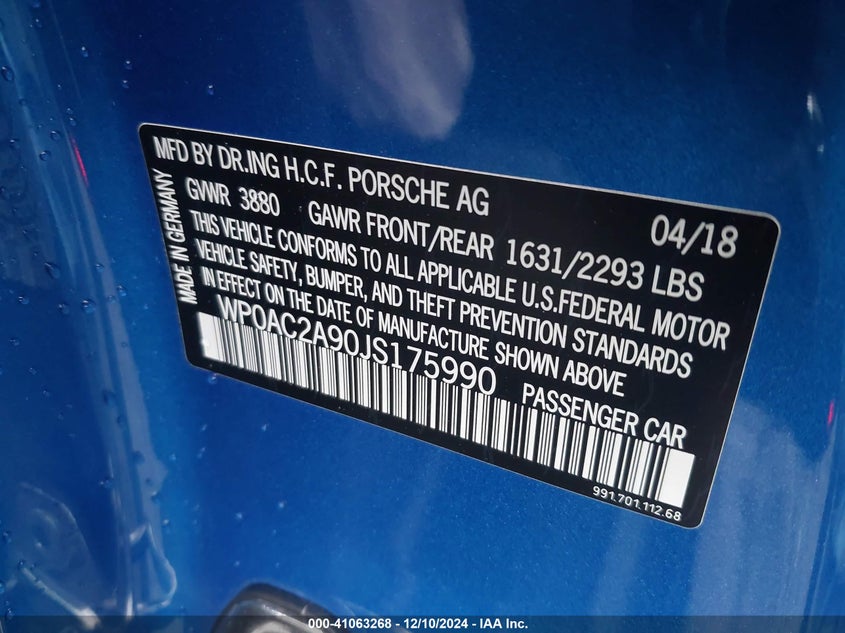 MFD BY DR.ING H.C.F. PORSCHE AG 04/18
GVWR 3880 GAWR FRONT/REAR 1631/2293 LBS
THIS VEHICLE CONFORMS TO ALL APPLICABLE U.S.FEDERAL MOTOR
VEHICLE SAFETY, BUMPER, AND THEFT PREVENTION STANDARDS
IN EFFECT ON THE DATE OF MANUFACTURE SHOWN ABOVE
WP0AC2A90JS175990 PASSENGER CAR
991.701.112.68
MADE IN GERMANY
000-41063268 - 12/10/2024 - IAA Inc.